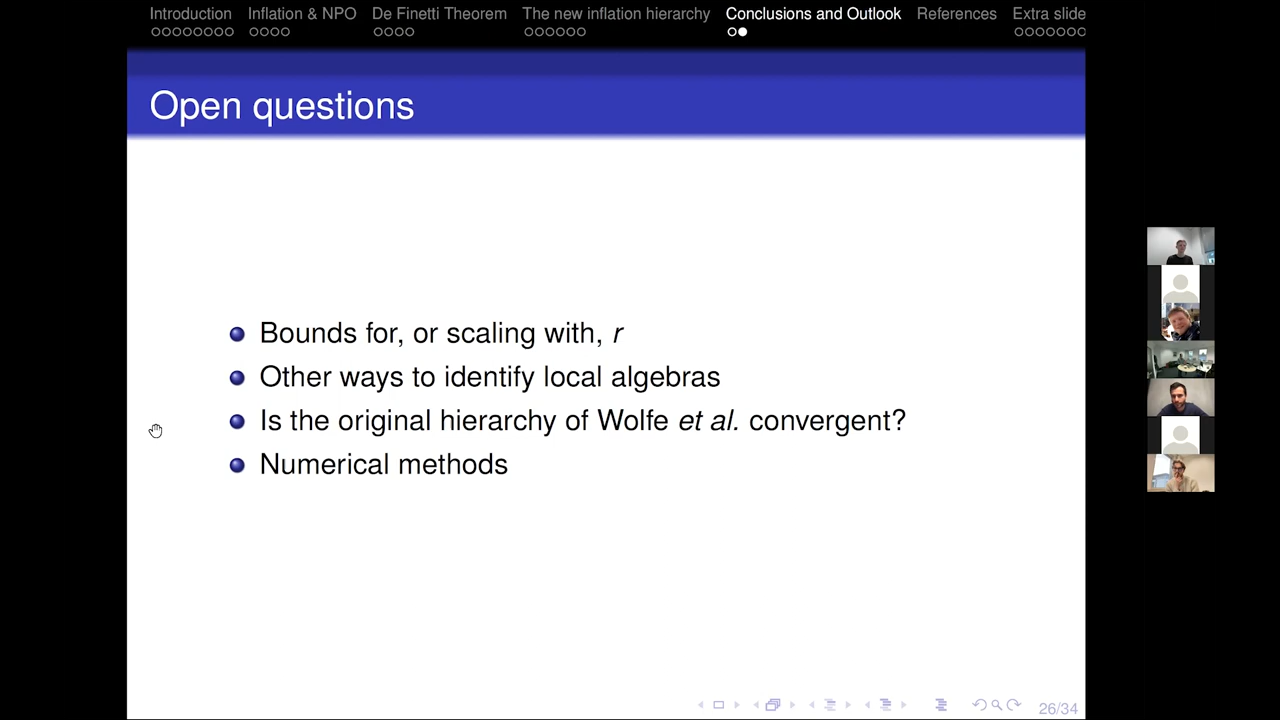 Introduction Inflation & NPO De Finetti Theorem The new inflation hierarchy Conclusions and Outlook References Extra slide
Open questions
Bounds for, or scaling with, r
Other ways to identify local algebras
Is the original hierarchy of Wolfe et al. convergent?
Numerical methods
26/34